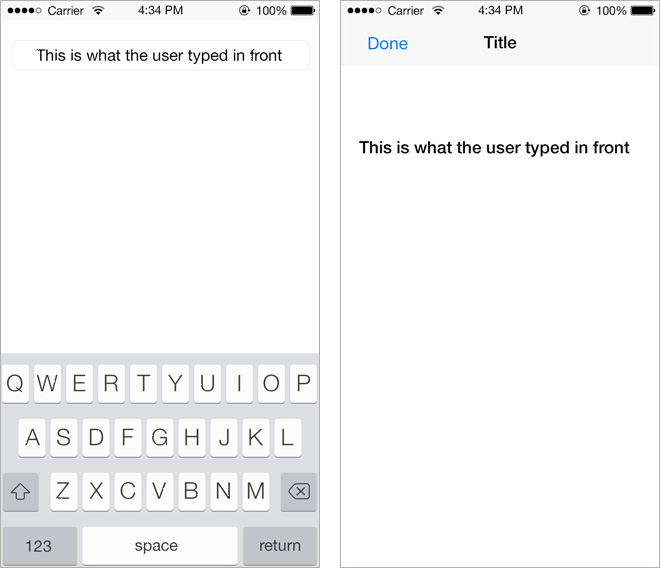 Carrier 4:34 PM 100%
This is what the user typed in front
Q W E R T Y U I O P
A S D F G H J K L
Z X C V B N M
123 space return
Carrier 4:34 PM 100%
Done Title
This is what the user typed in front